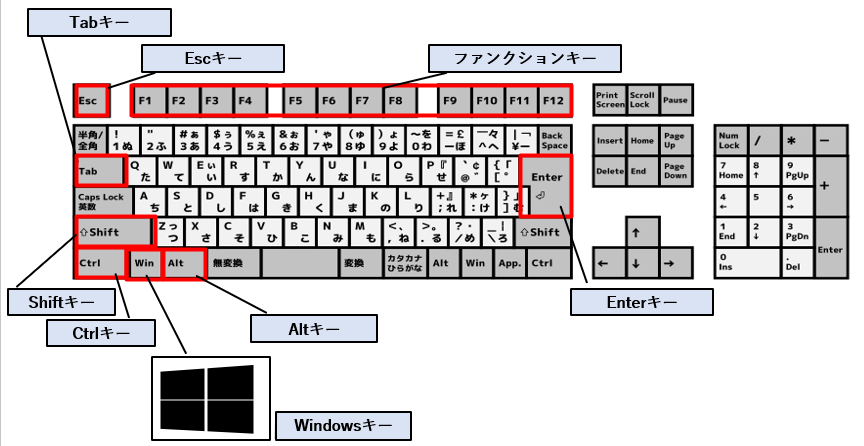 Tabキー
Escキー
ファンクションキー
Esc F1 F2 F3 F4 F5 F6 F7 F8 F9 F10 F11 F12
Print Screen Scroll Lock Pause
半角/全角 ! 1ぬ " 2ふ #ぁ 3あ $ぅ 4う %ぇ 5え &ぉ 6お 'ゃ 7や (ゅ 8ゆ )ょ 9よ ~を 0わ =£ ーほ ^ へ |¬ ¥ー Back Space
Insert Home Page Up
Num Lock / * −
Tab Q た W て Eぃ い R す T か Y ん U な I に O ら P『 せ `¢ @゛ {「 [゜ Enter
Delete End Page Down
7 Home 8 ↑ 9 PgUp +
Caps Lock 英数 A ち S と D し F は G き H く J ま K の L り +』 ;れ *ヶ :け }」 ]む
4 ← 5 6 →
⇧Shift Zっ つ X さ C そ V ひ B こ N み M も <、 ,ね >。 .る ?・ /め _| \ろ ⇧Shift
↑
1 End 2 ↓ 3 PgDn Enter
Ctrl Win Alt 無変換 変換 カタカナ ひらがな Alt Win App. Ctrl
← ↓ →
0 Ins . Del
Shiftキー
Enterキー
Ctrlキー
Altキー
Windowsキー